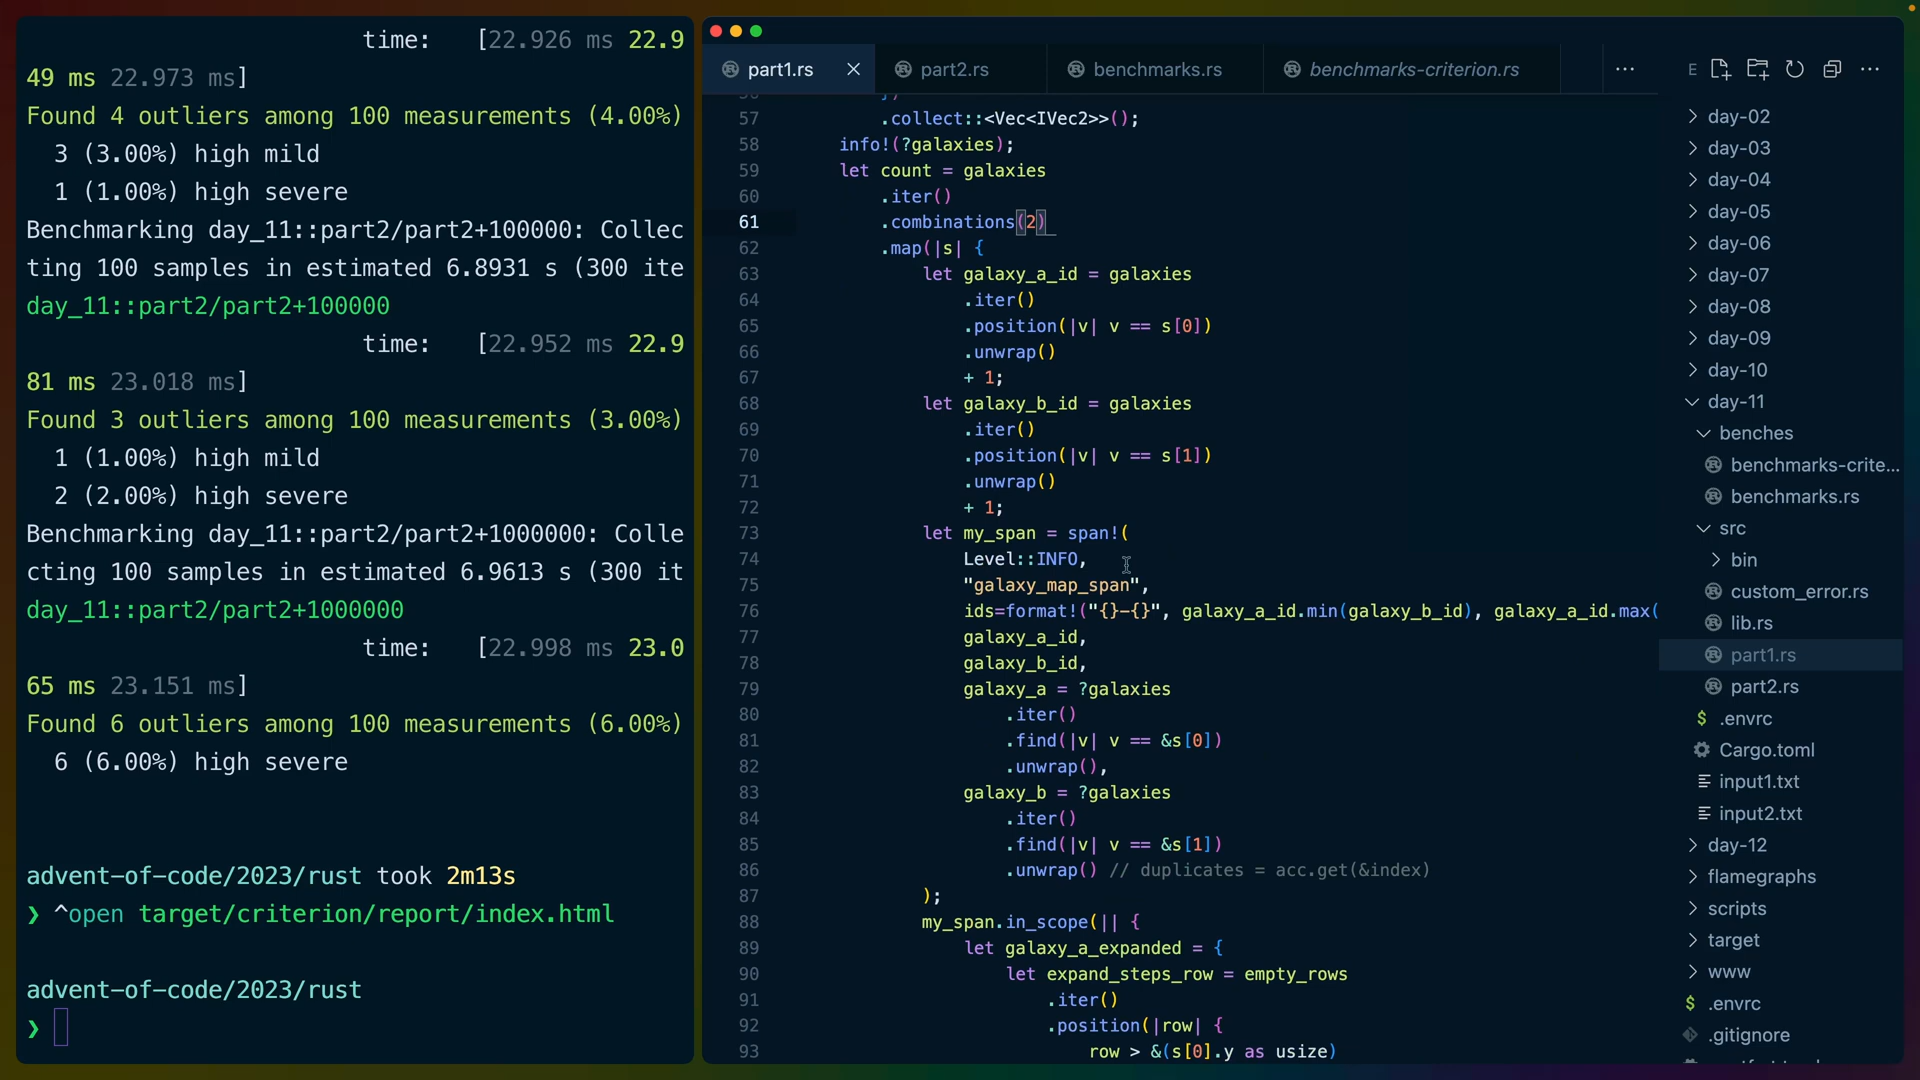 time:   [22.926 ms 22.9
49 ms 22.973 ms]
Found 4 outliers among 100 measurements (4.00%)
  3 (3.00%) high mild
  1 (1.00%) high severe
Benchmarking day_11::part2/part2+100000: Collec
ting 100 samples in estimated 6.8931 s (300 ite
day_11::part2/part2+100000
time:   [22.952 ms 22.9
81 ms 23.018 ms]
Found 3 outliers among 100 measurements (3.00%)
  1 (1.00%) high mild
  2 (2.00%) high severe
Benchmarking day_11::part2/part2+1000000: Colle
cting 100 samples in estimated 6.9613 s (300 it
day_11::part2/part2+1000000
time:   [22.998 ms 23.0
65 ms 23.151 ms]
Found 6 outliers among 100 measurements (6.00%)
  6 (6.00%) high severe
advent-of-code/2023/rust took 2m13s
❯ ^open target/criterion/report/index.html
advent-of-code/2023/rust
❯
part1.rs part2.rs benchmarks.rs benchmarks-criterion.rs
57 .collect::<Vec<IVec2>>();
58 info!(?galaxies);
59 let count = galaxies
60 .iter()
61 .combinations(2)
62 .map(|s| {
63 let galaxy_a_id = galaxies
64 .iter()
65 .position(|v| v == s[0])
66 .unwrap()
67 + 1;
68 let galaxy_b_id = galaxies
69 .iter()
70 .position(|v| v == s[1])
71 .unwrap()
72 + 1;
73 let my_span = span!(
74 Level::INFO,
75 "galaxy_map_span",
76 ids=format!("{}-{}", galaxy_a_id.min(galaxy_b_id), galaxy_a_id.max(
77 galaxy_a_id,
78 galaxy_b_id,
79 galaxy_a = ?galaxies
80 .iter()
81 .find(|v| v == &s[0])
82 .unwrap(),
83 galaxy_b = ?galaxies
84 .iter()
85 .find(|v| v == &s[1])
86 .unwrap() // duplicates = acc.get(&index)
87 );
88 my_span.in_scope(|| {
89 let galaxy_a_expanded = {
90 let expand_steps_row = empty_rows
91 .iter()
92 .position(|row| {
93 row > &(s[0].y as usize)
E
day-02
day-03
day-04
day-05
day-06
day-07
day-08
day-09
day-10
day-11
benches
benchmarks-crite...
benchmarks.rs
src
bin
custom_error.rs
lib.rs
part1.rs
part2.rs
.envrc
Cargo.toml
input1.txt
input2.txt
day-12
flamegraphs
scripts
target
www
.envrc
.gitignore